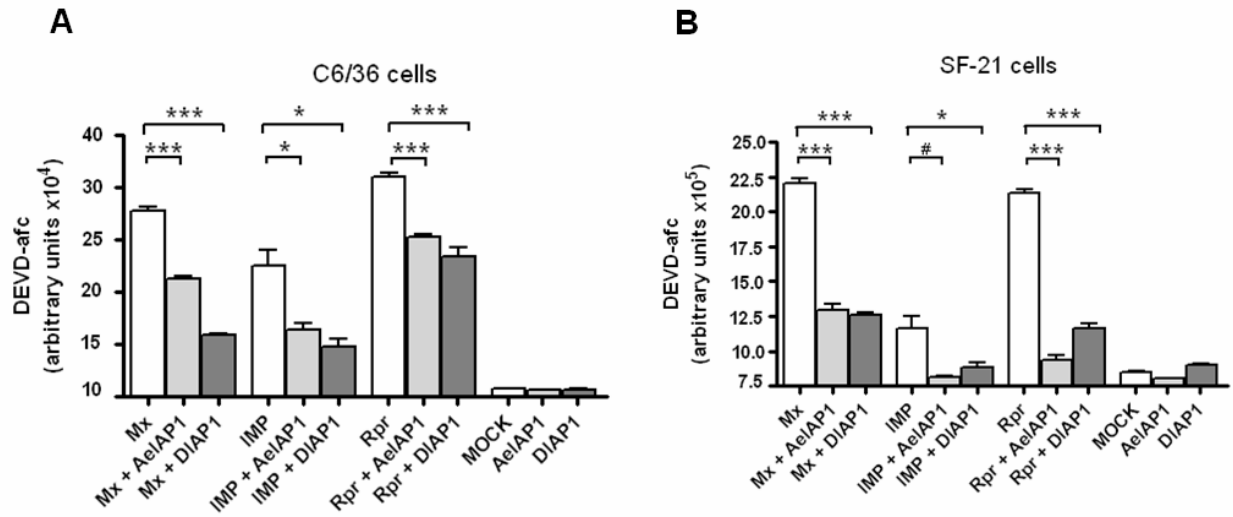 A
C6/36 cells
*** * ***
*** * ***
40
35
30
25
20
15
10
DEVD-afc
(arbitrary units x10⁴)
Mx
Mx + AeIAP1
Mx + DIAP1
IMP
IMP + AeIAP1
IMP + DIAP1
Rpr
Rpr + AeIAP1
Rpr + DIAP1
MOCK
AeIAP1
DIAP1
B
SF-21 cells
*** * ***
*** # ***
25.0
22.5
20.0
17.5
15.0
12.5
10.0
7.5
DEVD-afc
(arbitrary units x10⁵)
Mx
Mx + AeIAP1
Mx + DIAP1
IMP
IMP + AeIAP1
IMP + DIAP1
Rpr
Rpr + AeIAP1
Rpr + DIAP1
MOCK
AeIAP1
DIAP1